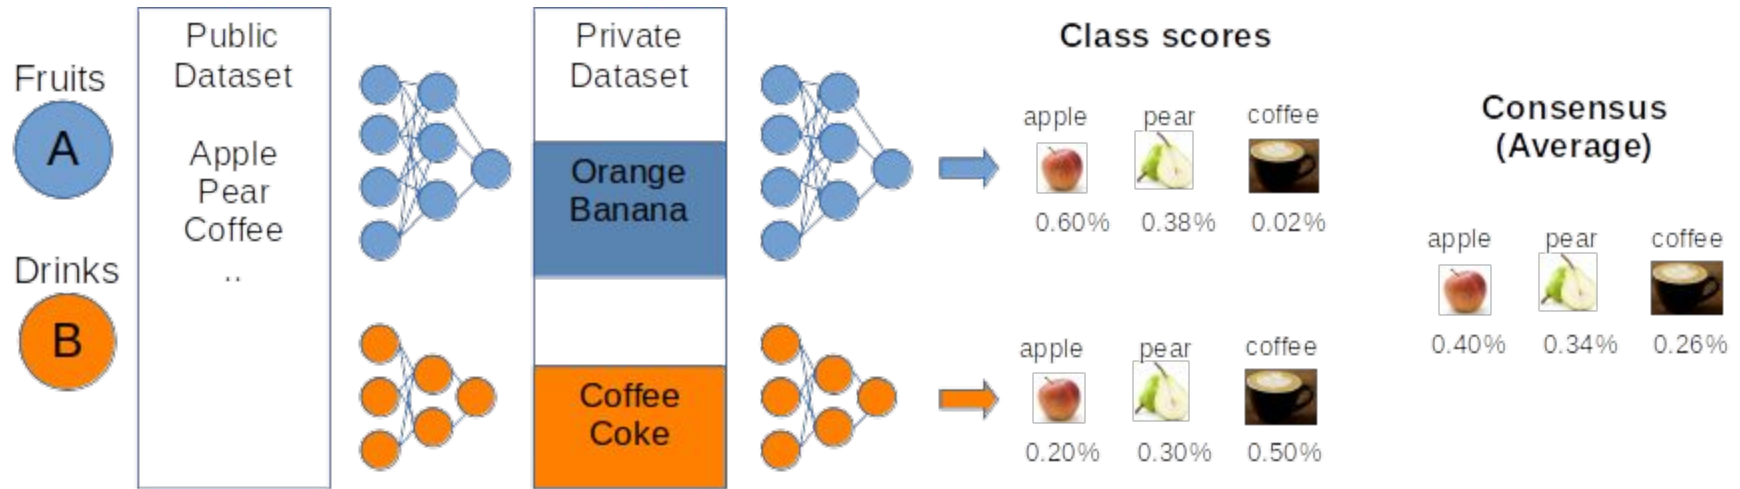 Fruits
A
Drinks
B
Public
Dataset
Apple
Pear
Coffee
..
Private
Dataset
Orange
Banana
Coffee
Coke
Class scores
apple pear coffee
0.60% 0.38% 0.02%
apple pear coffee
0.20% 0.30% 0.50%
Consensus
(Average)
apple pear coffee
0.40% 0.34% 0.26%